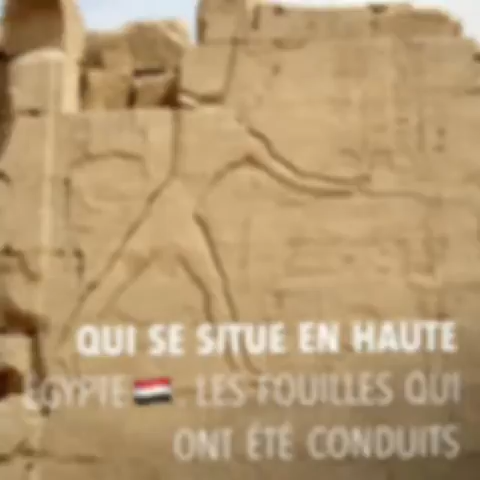 QUI SE SITUE EN HAUTE
ÉGYPTE 🇪🇬. LES FOUILLES QUI
ONT ÉTÉ CONDUITS